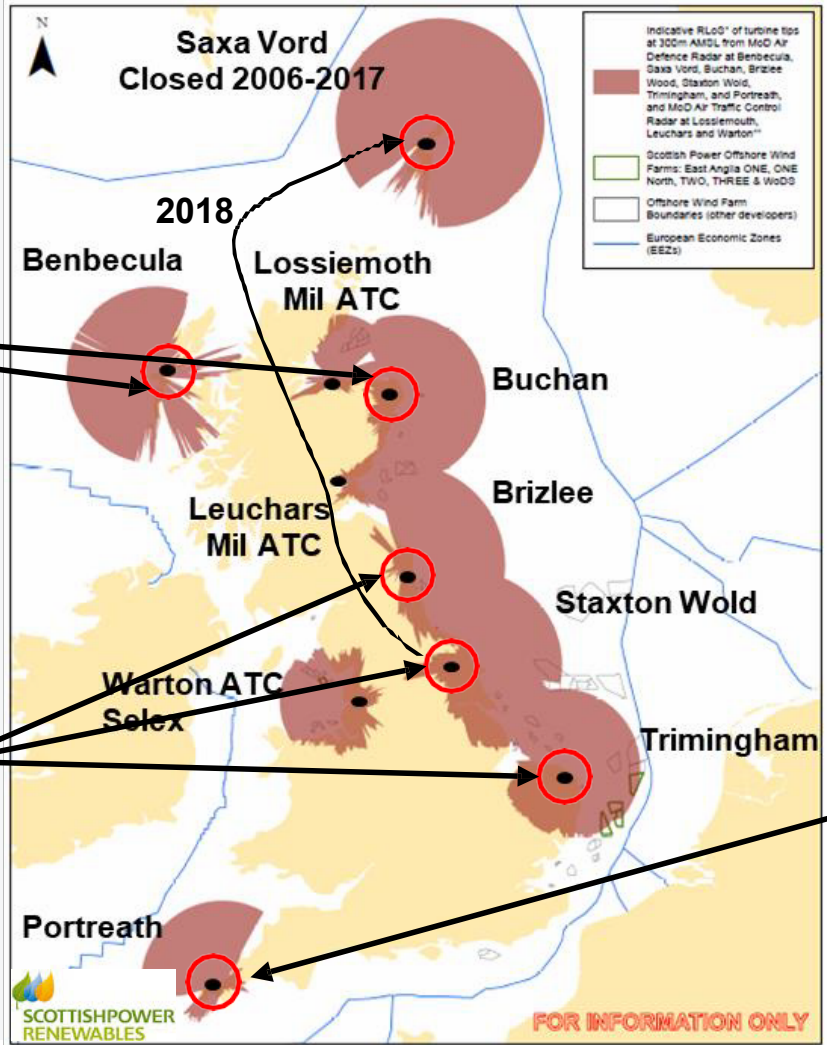 N
Saxa Vord
Closed 2006-2017
Indicative RLoS* of turbine tips
at 300m AMSL from MoD Air
Defence Radar at Benbecula,
Saxa Vord, Buchan, Brizlee
Wood, Staxton Wold,
Trimingham, and Portreath,
and MoD Air Traffic Control
Radar at Lossiemouth,
Leuchars and Warton**
Scottish Power Offshore Wind
Farms: East Anglia ONE, ONE
North, TWO, THREE & WoDS
Offshore Wind Farm
Boundaries (other developers)
European Economic Zones
(EEZs)
2018
Benbecula
Lossiemoth
Mil ATC
Buchan
Brizlee
Leuchars
Mil ATC
Staxton Wold
Warton ATC
Selex
Trimingham
Portreath
SCOTTISHPOWER
RENEWABLES
FOR INFORMATION ONLY